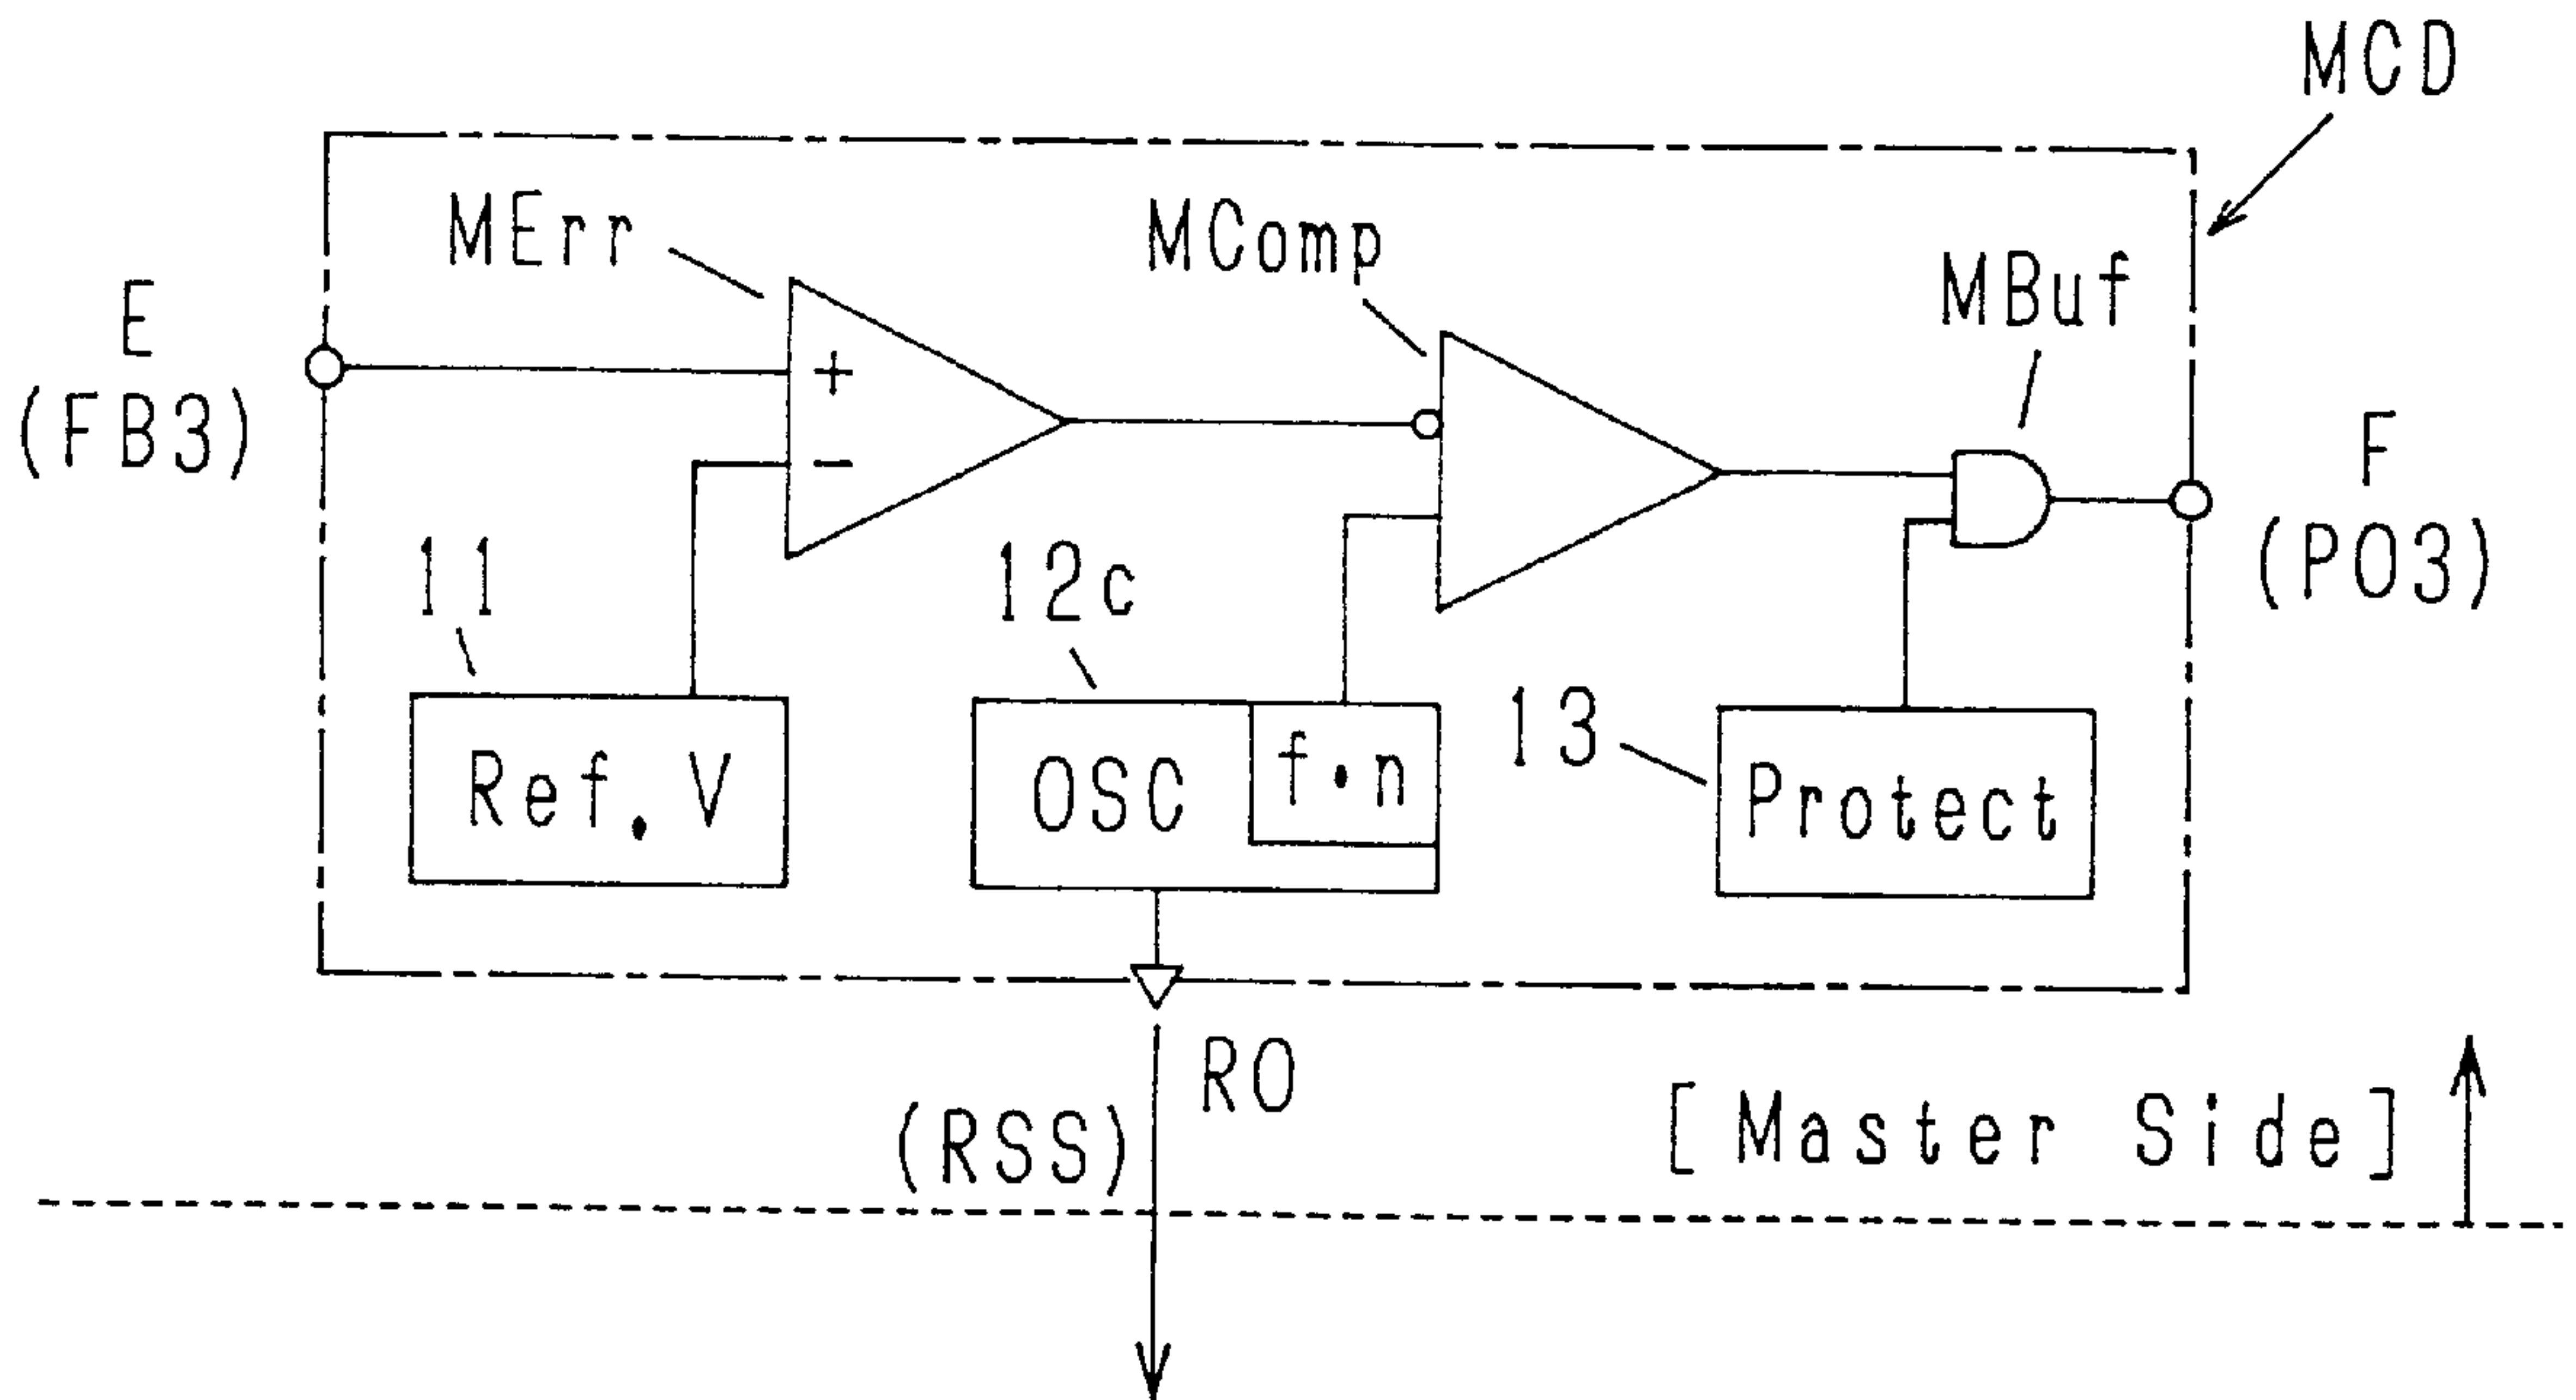 MCD
MErr
MComp
MBuf
E
(FB3)
+
−
F
(PO3)
11
12c
13
Ref. V
OSC
f·n
Protect
RO
(RSS)
[Master Side]